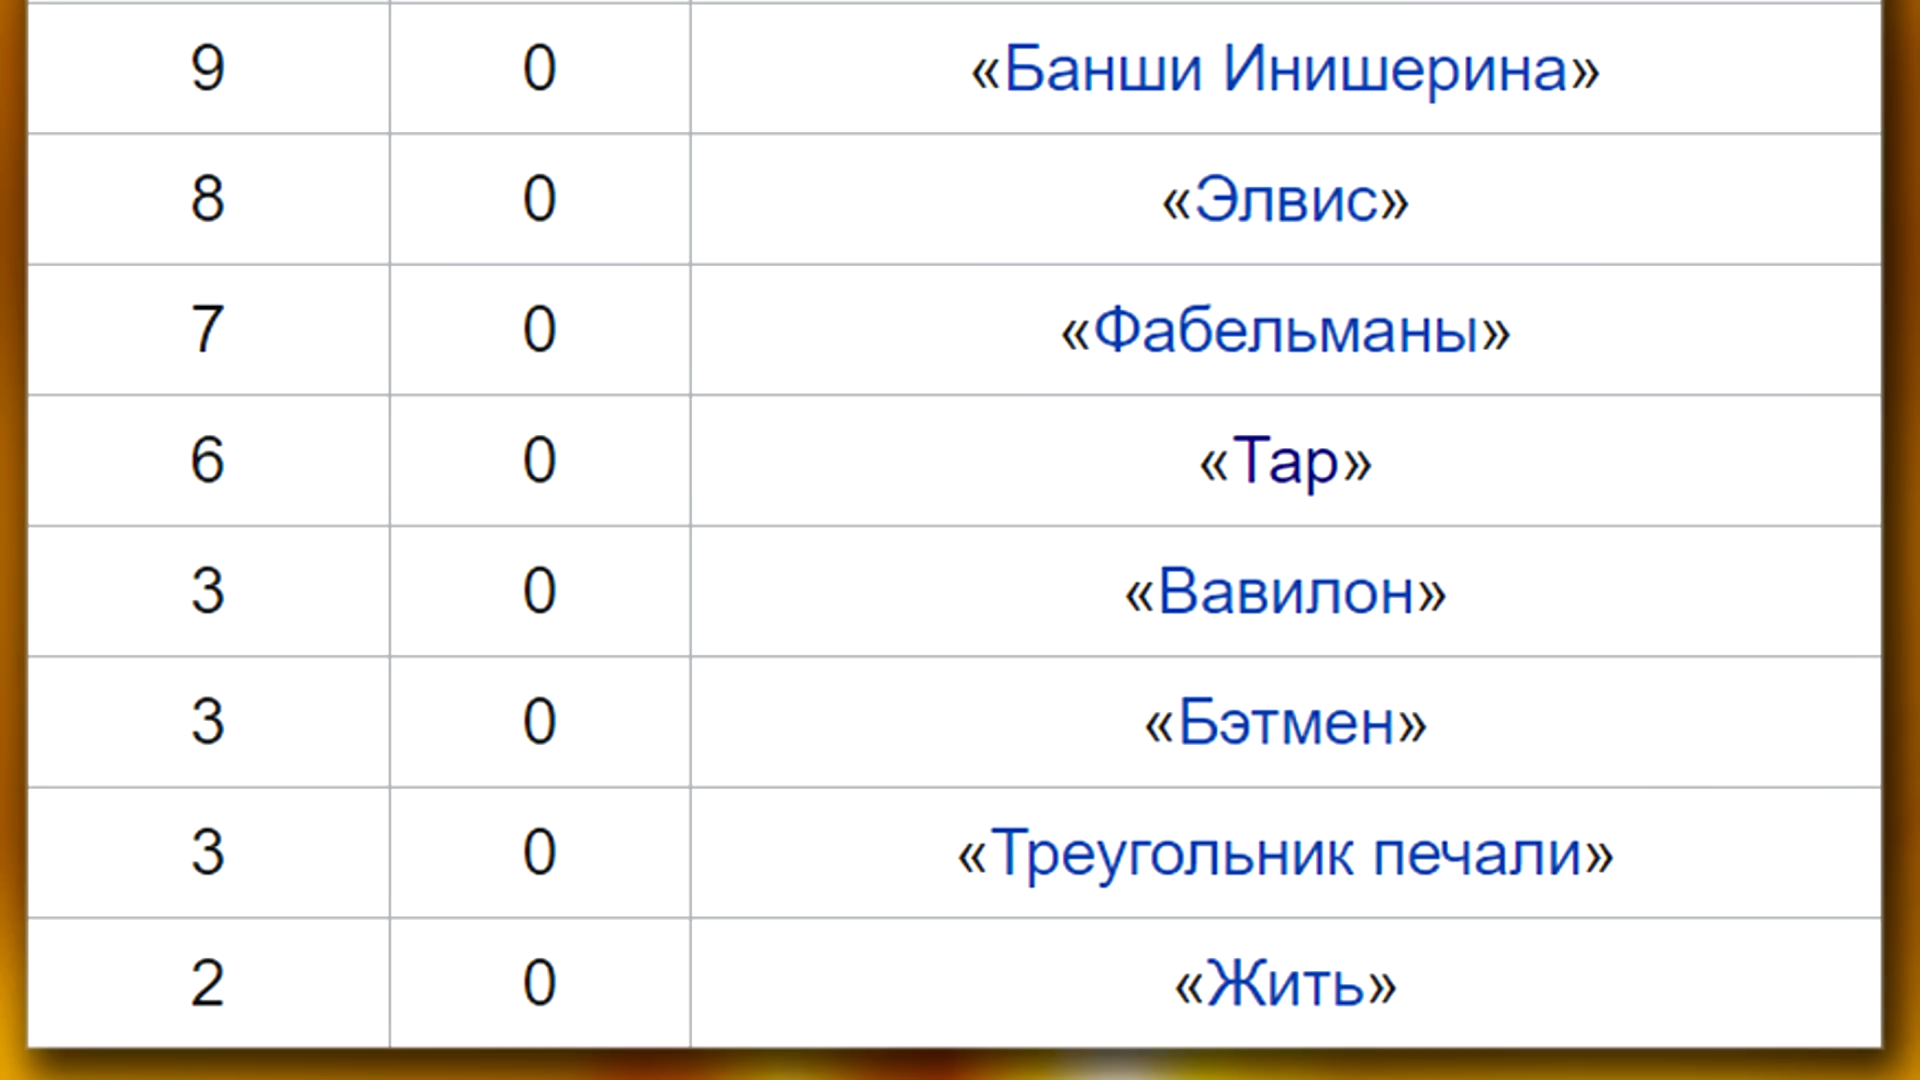 9 0 «Банши Инишерина»
8 0 «Элвис»
7 0 «Фабельманы»
6 0 «Тар»
3 0 «Вавилон»
3 0 «Бэтмен»
3 0 «Треугольник печали»
2 0 «Жить»